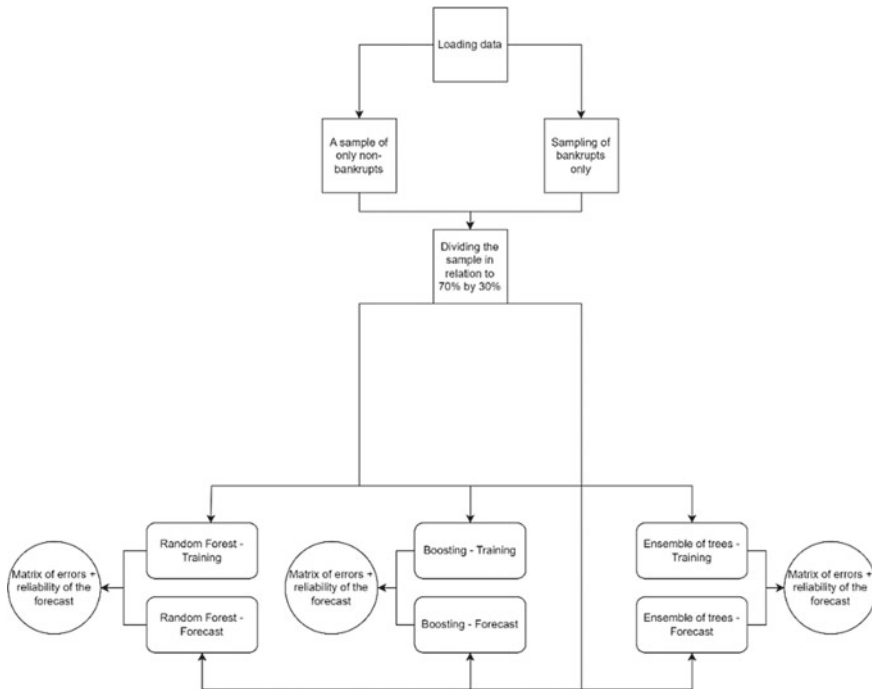 Loading data
A sample of
only non-
bankrupts
Sampling of
bankrupts
only
Dividing the
sample in
relation to
70% by 30%
Random Forest -
Training
Boosting - Training
Ensemble of trees -
Training
Matrix of errors +
reliability of the
forecast
Matrix of errors +
reliability of the
forecast
Matrix of errors +
reliability of the
forecast
Random Forest -
Forecast
Boosting - Forecast
Ensemble of trees -
Forecast